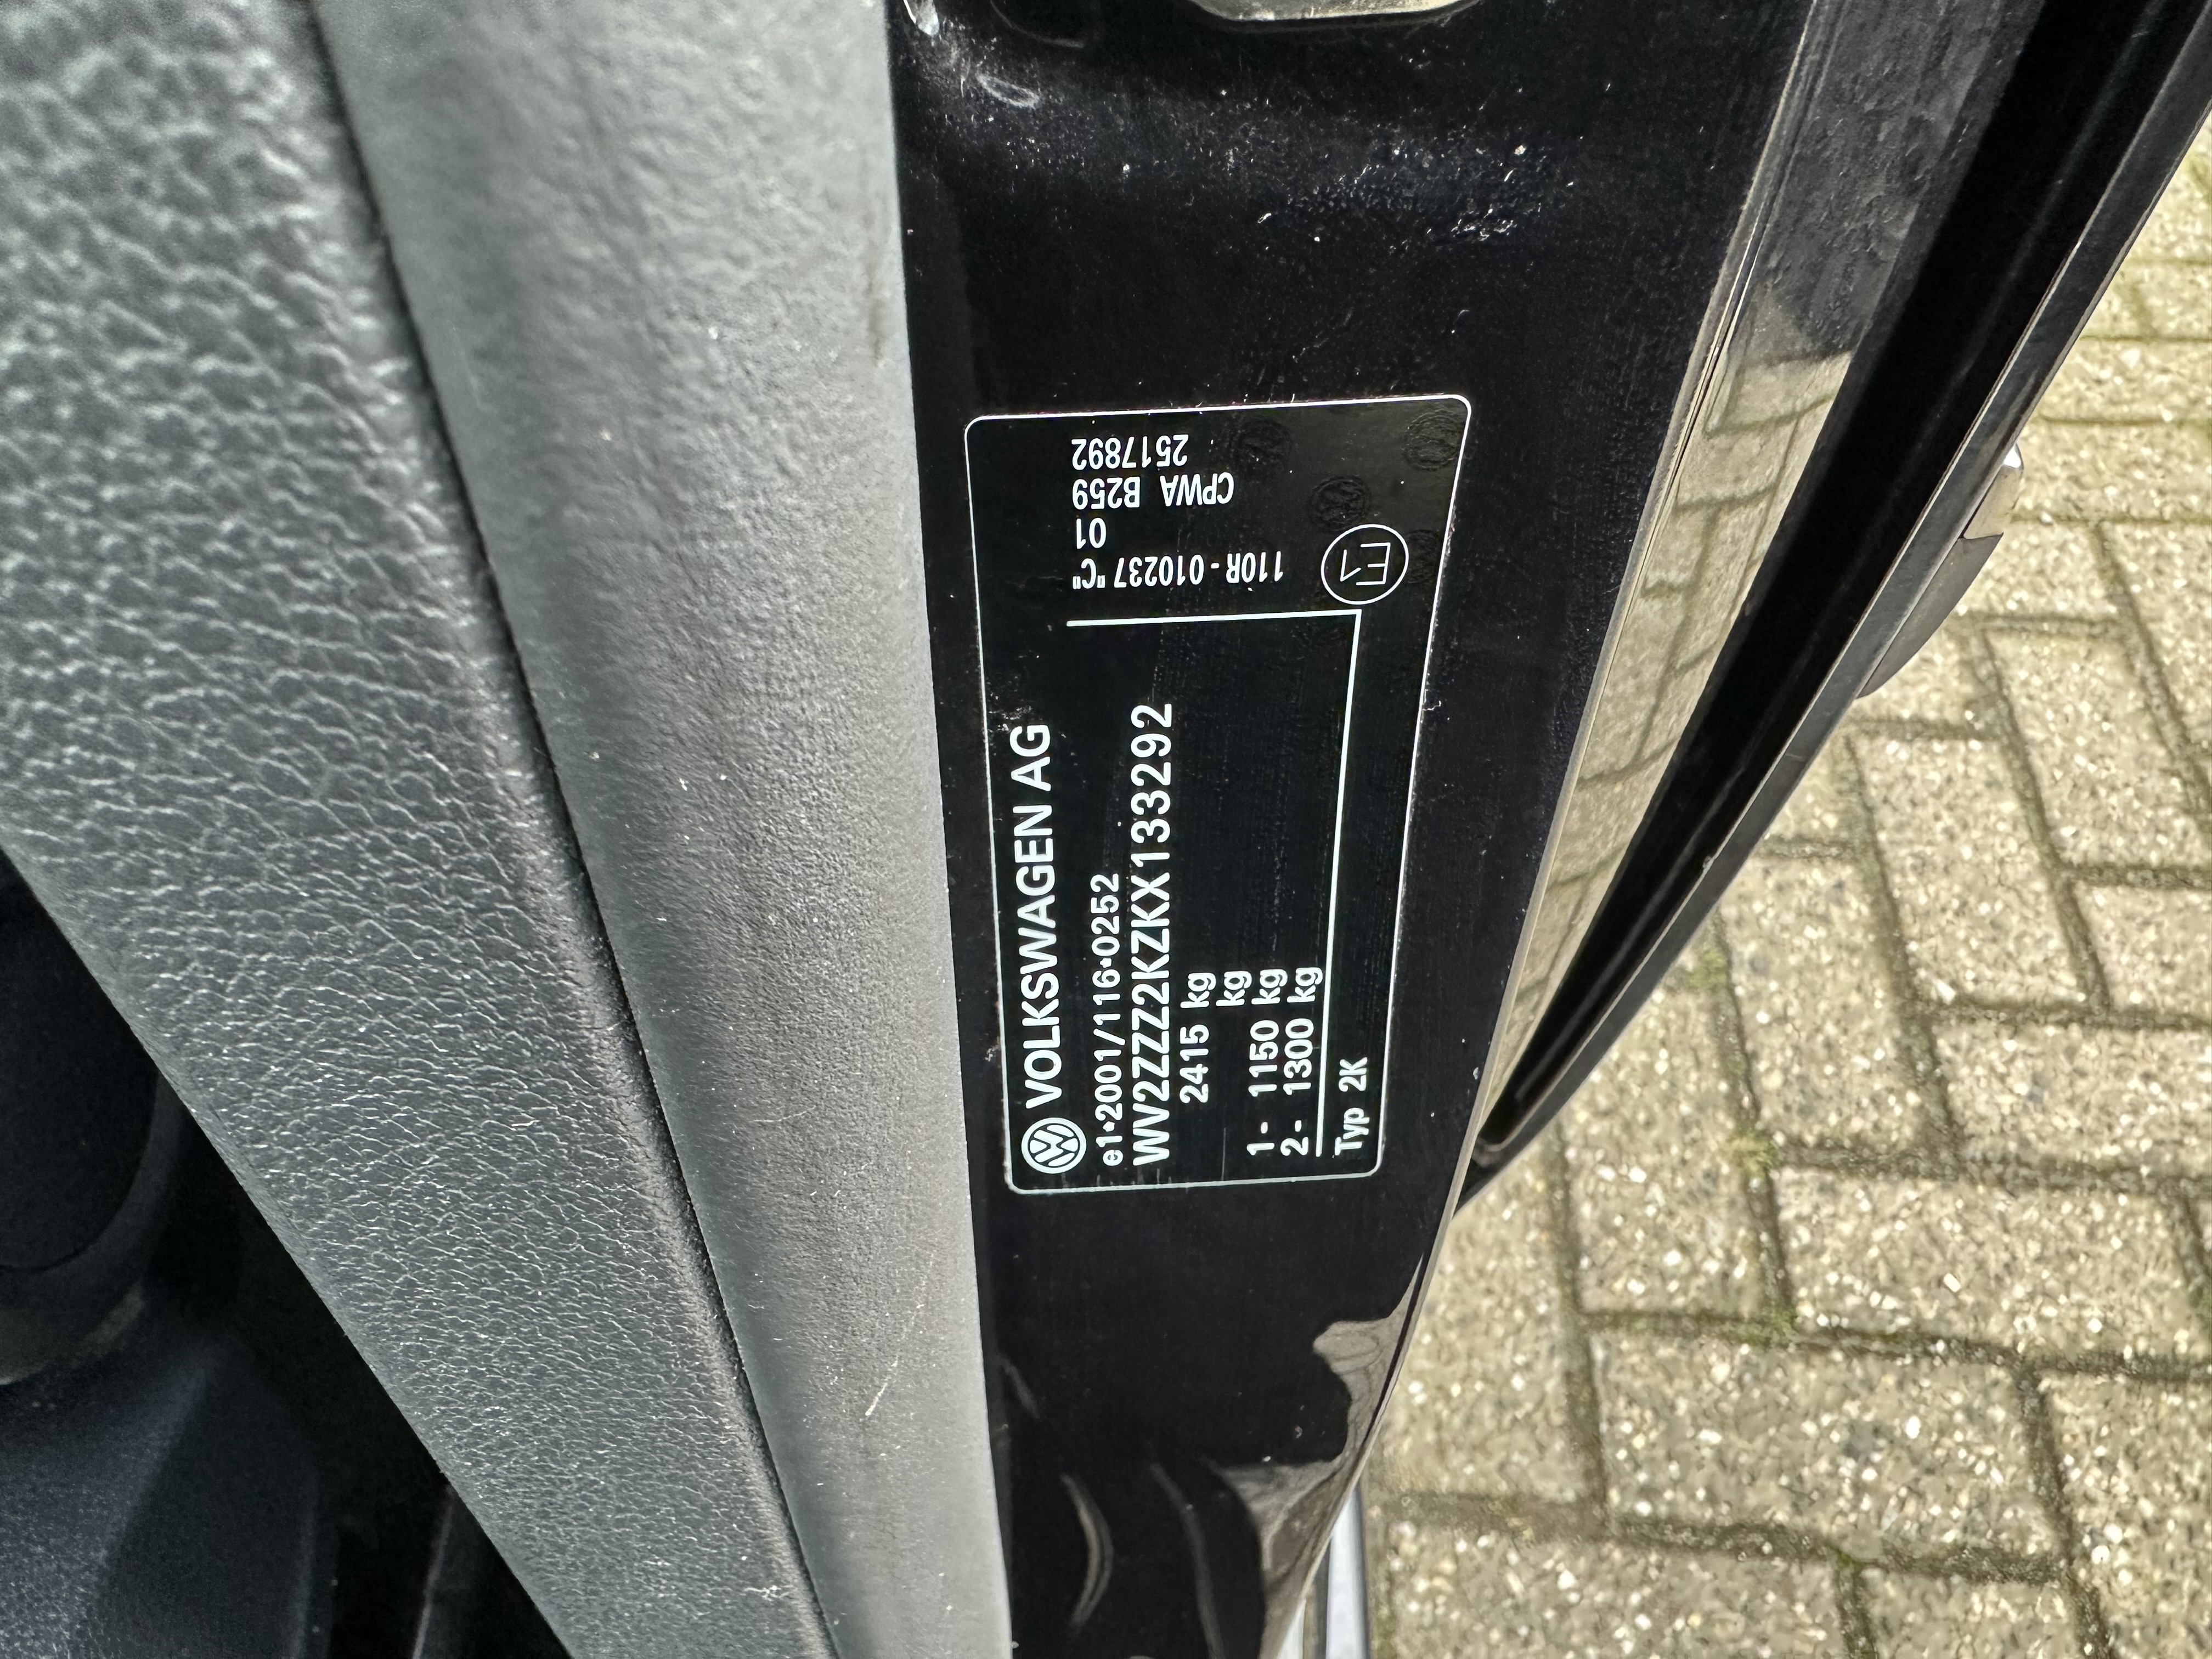 VOLKSWAGEN AG
e1*2001/116*0252
WV2ZZZ2KZKX133292
2415 kg
kg
1- 1150 kg
2- 1300 kg
Typ 2K
E1
110R-010237 "C"
01
CPWA B259
2517892